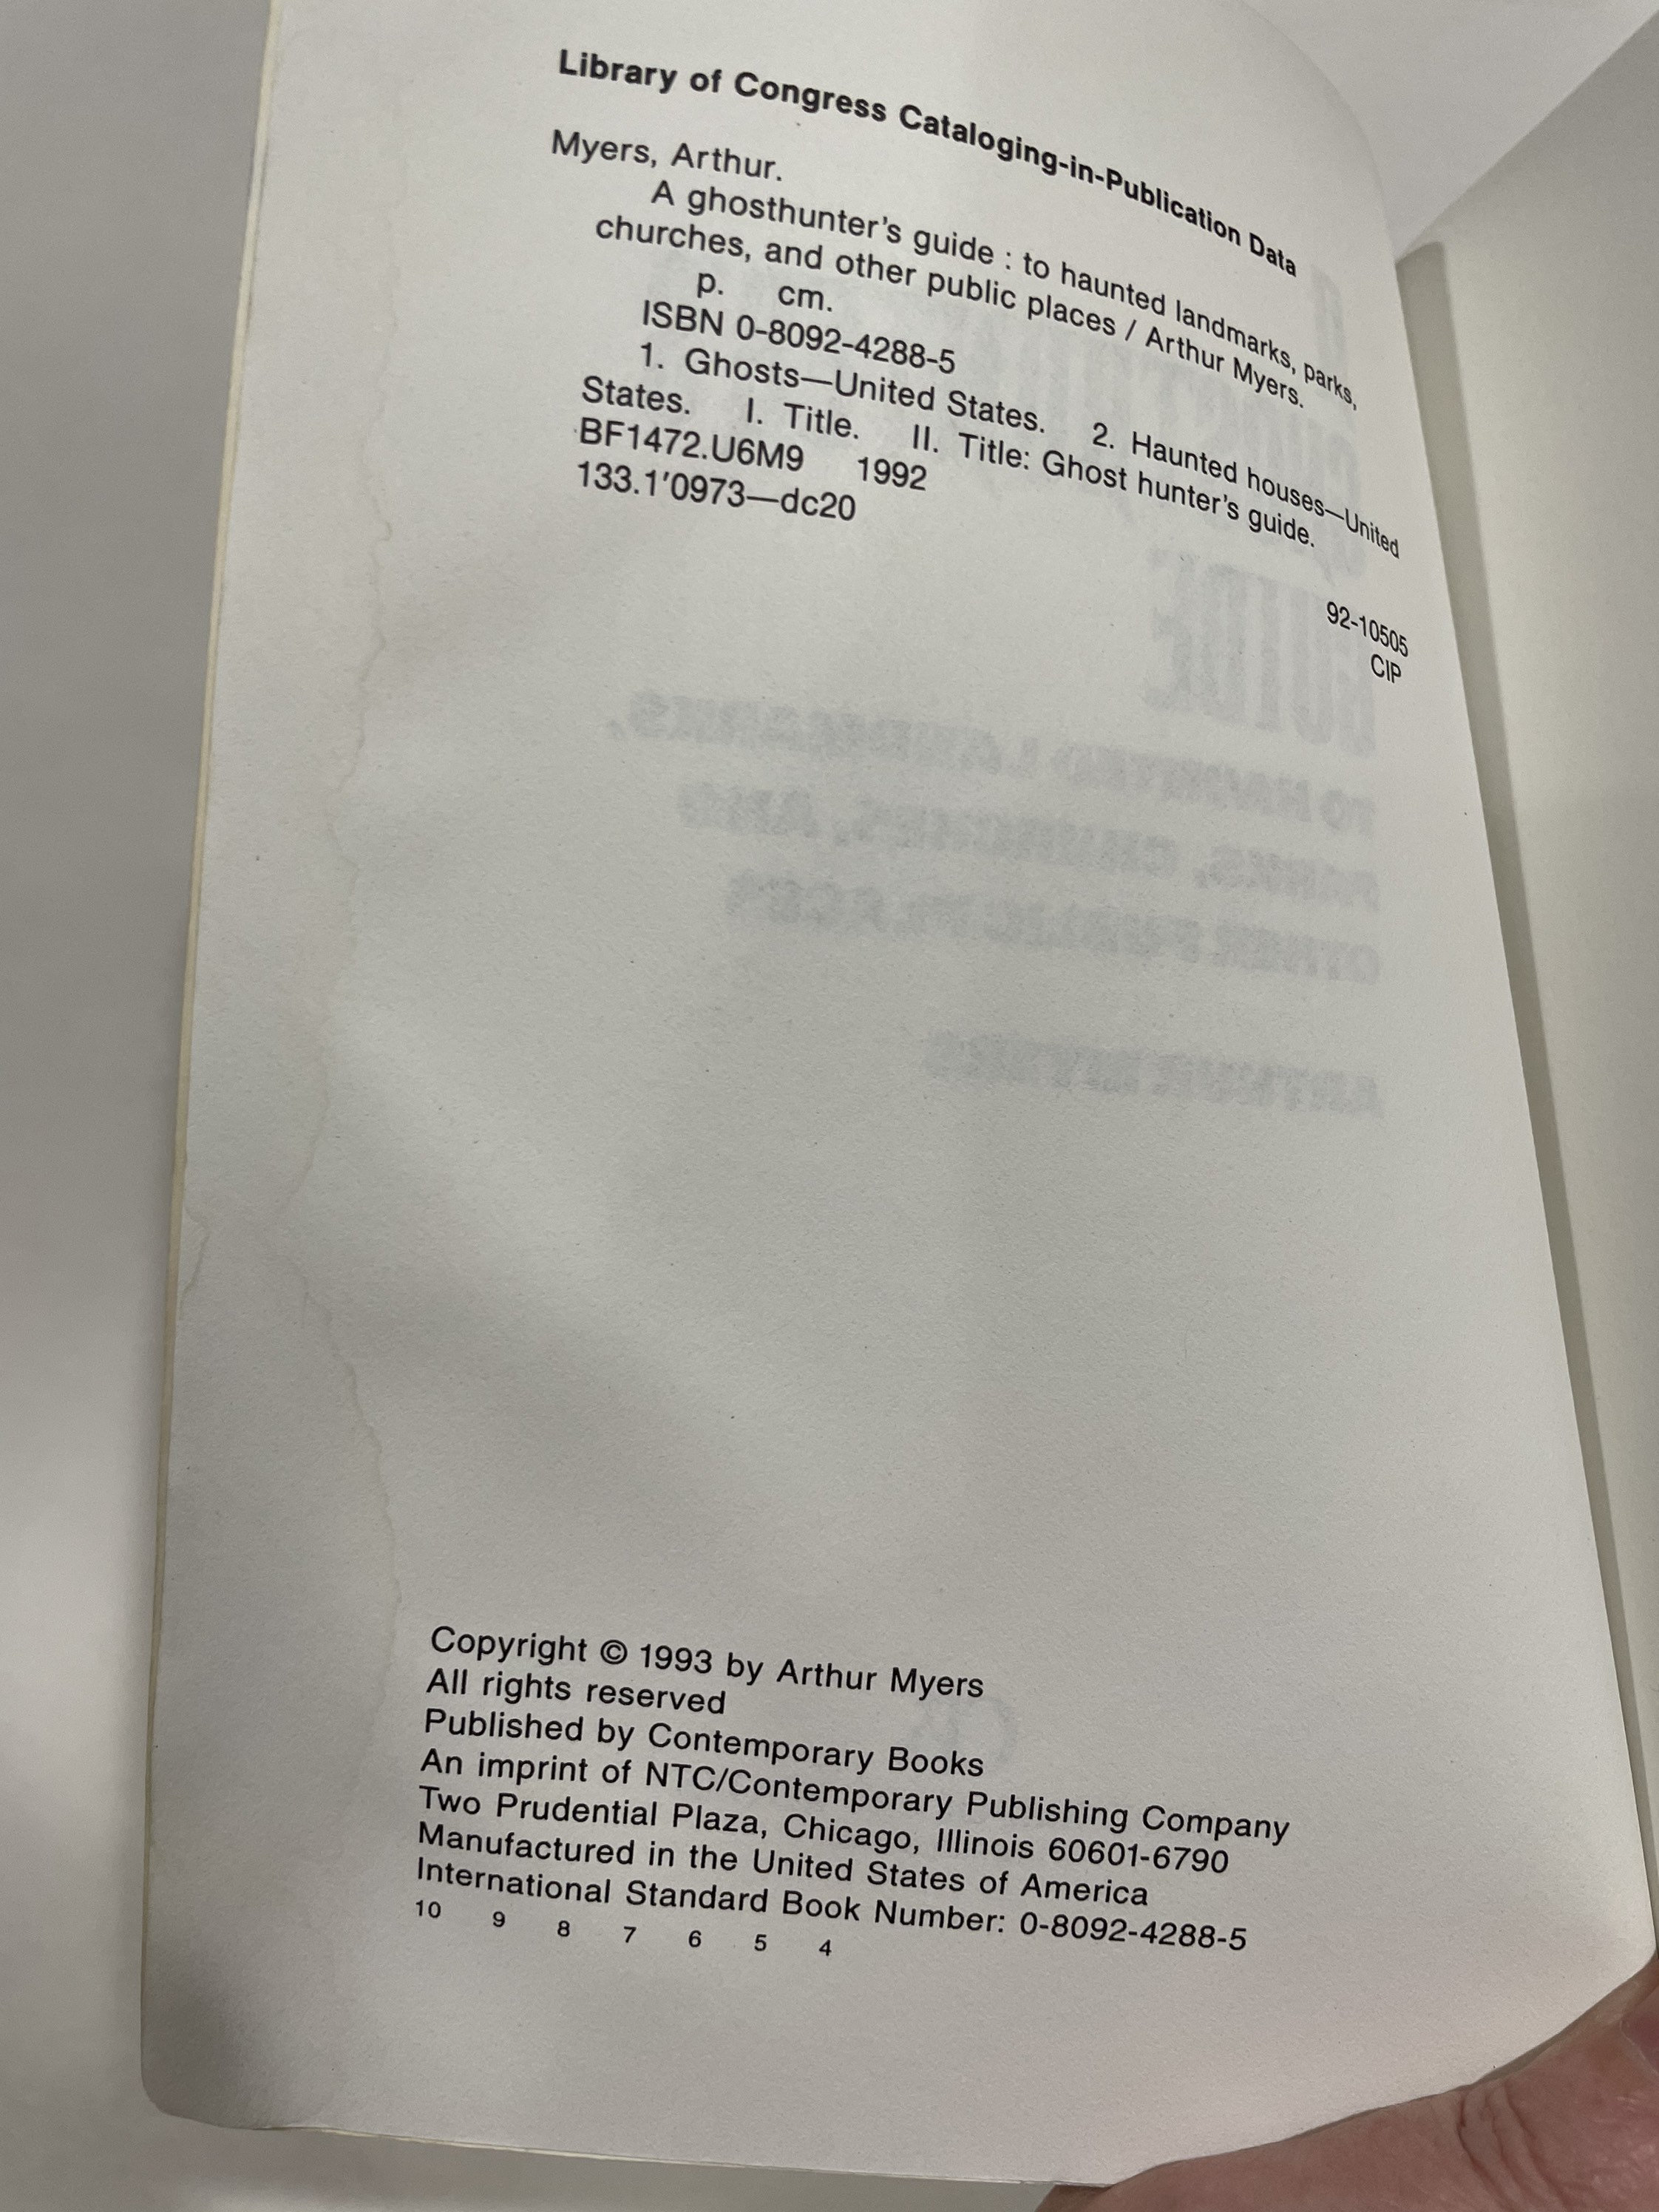 Library of Congress Cataloging-in-Publication Data
Myers, Arthur.
A ghosthunter's guide : to haunted landmarks, parks,
churches, and other public places / Arthur Myers.
p. cm.
ISBN 0-8092-4288-5
1. Ghosts—United States. 2. Haunted houses—United
States. I. Title. II. Title: Ghost hunter's guide.
BF1472.U6M9 1992
133.1'0973—dc20
92-10505
CIP
Copyright © 1993 by Arthur Myers
All rights reserved
Published by Contemporary Books
An imprint of NTC/Contemporary Publishing Company
Two Prudential Plaza, Chicago, Illinois 60601-6790
Manufactured in the United States of America
International Standard Book Number: 0-8092-4288-5
10 9 8 7 6 5 4